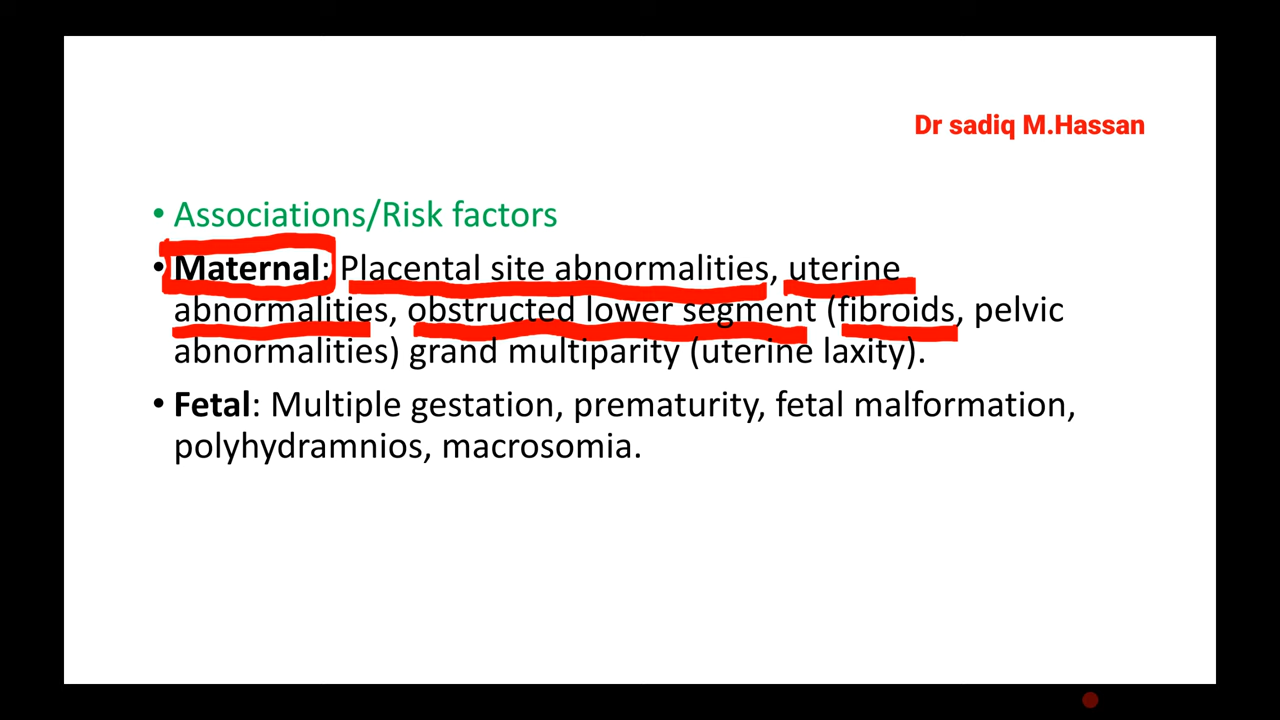 Dr sadiq M.Hassan
• Associations/Risk factors
• Maternal: Placental site abnormalities, uterine
abnormalities, obstructed lower segment (fibroids, pelvic
abnormalities) grand multiparity (uterine laxity).
• Fetal: Multiple gestation, prematurity, fetal malformation,
polyhydramnios, macrosomia.